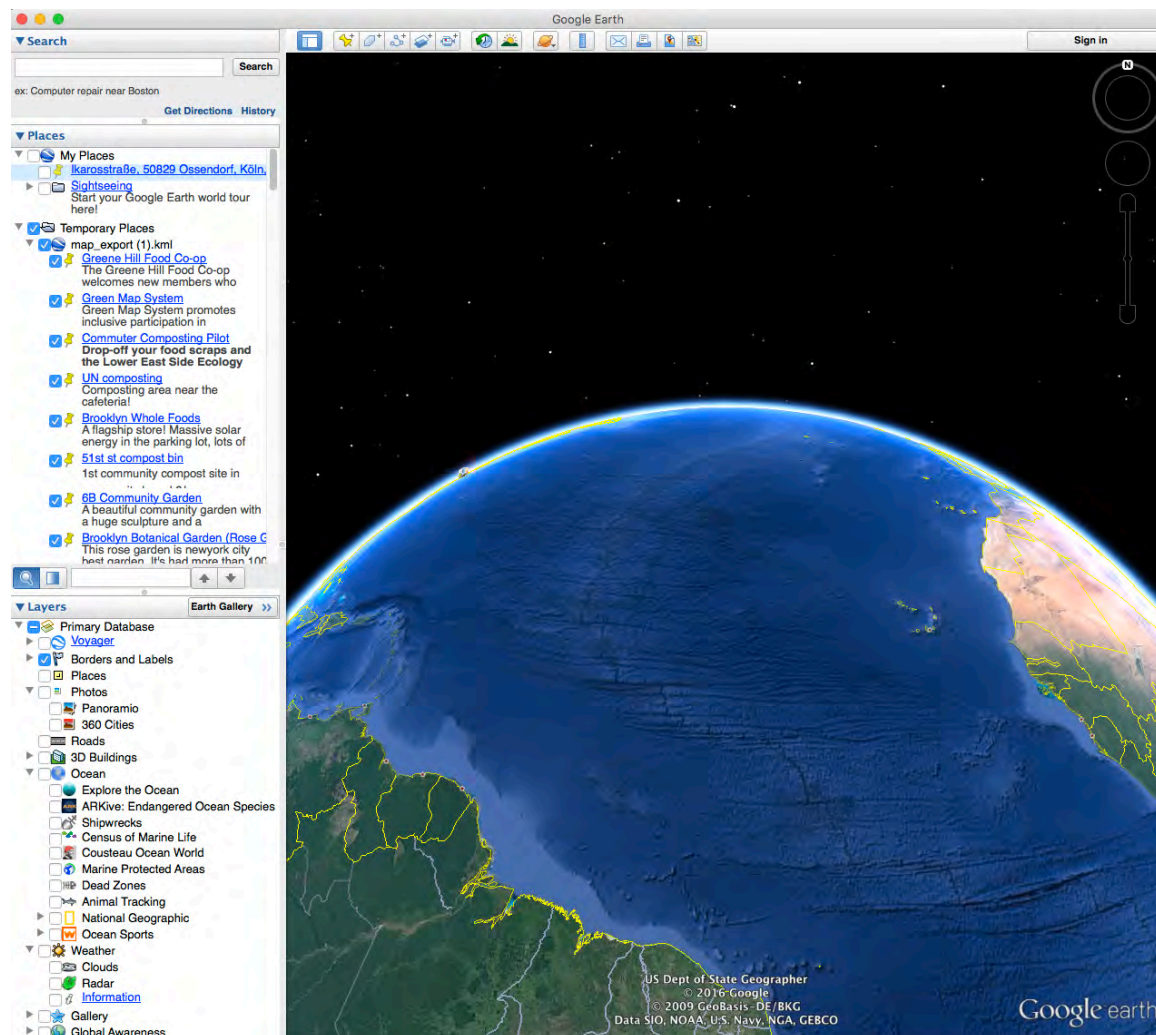 Google Earth
Search
Sign in
Search
ex: Computer repair near Boston
Get Directions History
Places
My Places
Ikarosstraße, 50829 Ossendorf, Köln,
Sightseeing
Start your Google Earth world tour
here!
Temporary Places
map_export (1).kml
Greene Hill Food Co-op
The Greene Hill Food Co-op
welcomes new members who
Green Map System
Green Map System promotes
inclusive participation in
Commuter Composting Pilot
Drop-off your food scraps and
the Lower East Side Ecology
UN composting
Composting area near the
cafeteria!
Brooklyn Whole Foods
A flagship store! Massive solar
energy in the parking lot, lots of
51st st compost bin
1st community compost site in
6B Community Garden
A beautiful community garden with
a huge sculpture and a
Brooklyn Botanical Garden (Rose G
This rose garden is newyork city
best garden. It's had more than 100
Layers
Earth Gallery >>
Primary Database
Voyager
Borders and Labels
Places
Photos
Panoramio
360 Cities
Roads
3D Buildings
Ocean
Explore the Ocean
ARKive: Endangered Ocean Species
Shipwrecks
Census of Marine Life
Cousteau Ocean World
Marine Protected Areas
Dead Zones
Animal Tracking
National Geographic
Ocean Sports
Weather
Clouds
Radar
Information
Gallery
Global Awareness
N
US Dept of State Geographer
© 2016 Google
© 2009 GeoBasis-DE/BKG
Data SIO, NOAA, U.S. Navy, NGA, GEBCO
Google earth